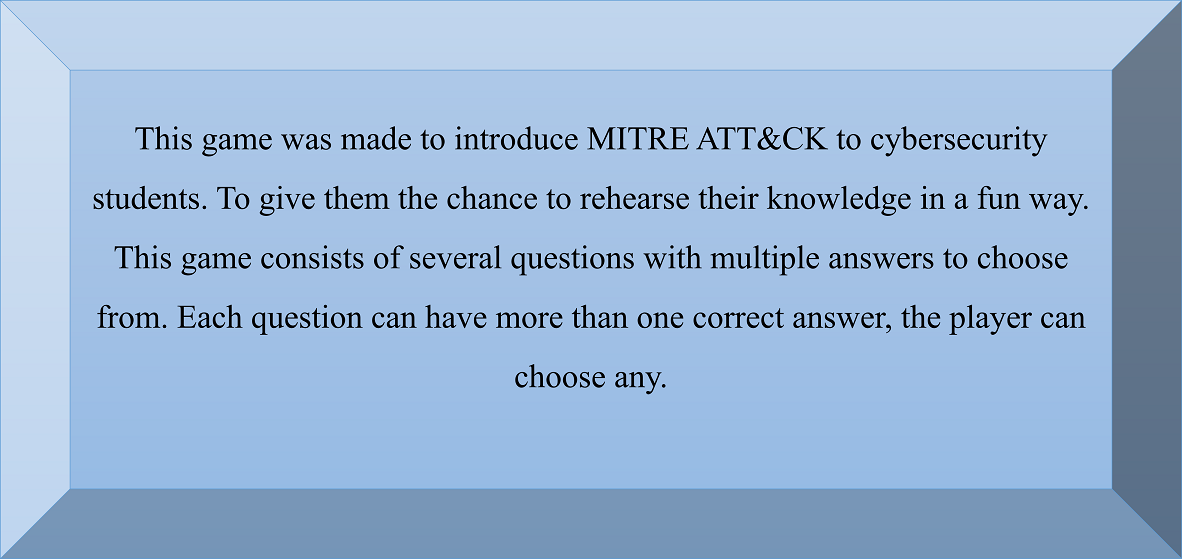 This game was made to introduce MITRE ATT&CK to cybersecurity
students. To give them the chance to rehearse their knowledge in a fun way.
This game consists of several questions with multiple answers to choose
from. Each question can have more than one correct answer, the player can
choose any.